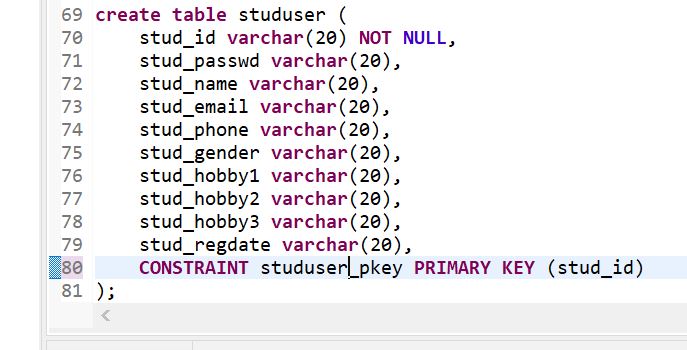 69 create table studuser (
70     stud_id varchar(20) NOT NULL,
71     stud_passwd varchar(20),
72     stud_name varchar(20),
73     stud_email varchar(20),
74     stud_phone varchar(20),
75     stud_gender varchar(20),
76     stud_hobby1 varchar(20),
77     stud_hobby2 varchar(20),
78     stud_hobby3 varchar(20),
79     stud_regdate varchar(20),
80     CONSTRAINT studuser_pkey PRIMARY KEY (stud_id)
81 );